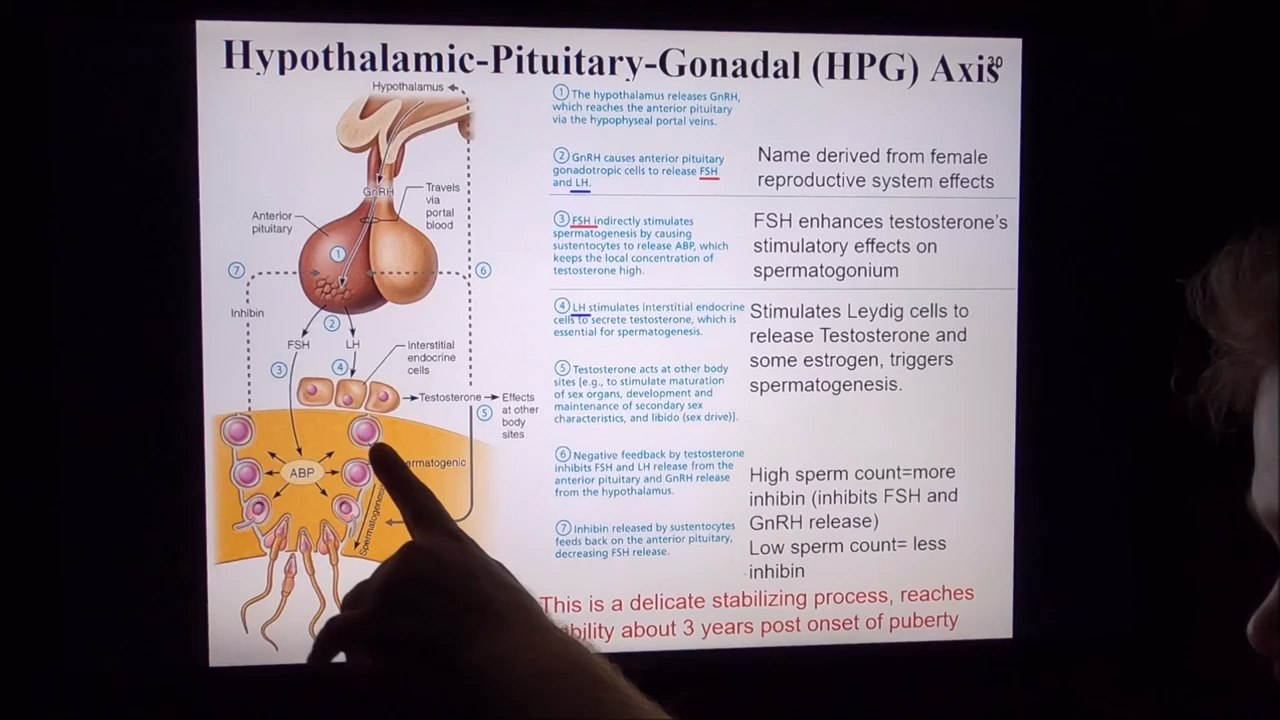 Hypothalamic-Pituitary-Gonadal (HPG) Axis
30
Hypothalamus
GnRH
Travels
via
portal
blood
Anterior
pituitary
1
7
6
Inhibin
2
FSH
LH
3
4
Interstitial
endocrine
cells
Testosterone
5
Effects
at other
body
sites
ABP
Spermatogenesis
1 The hypothalamus releases GnRH,
which reaches the anterior pituitary
via the hypophyseal portal veins.
2 GnRH causes anterior pituitary
gonadotropic cells to release FSH
and LH.
Name derived from female
reproductive system effects
3 FSH indirectly stimulates
spermatogenesis by causing
sustentocytes to release ABP, which
keeps the local concentration of
testosterone high.
FSH enhances testosterone's
stimulatory effects on
spermatogonium
4 LH stimulates interstitial endocrine
cells to secrete testosterone, which is
essential for spermatogenesis.
Stimulates Leydig cells to
release Testosterone and
some estrogen, triggers
spermatogenesis.
5 Testosterone acts at other body
sites [e.g., to stimulate maturation
of sex organs, development and
maintenance of secondary sex
characteristics, and libido (sex drive)].
6 Negative feedback by testosterone
inhibits FSH and LH release from the
anterior pituitary and GnRH release
from the hypothalamus.
7 Inhibin released by sustentocytes
feeds back on the anterior pituitary,
decreasing FSH release.
High sperm count=more
inhibin (inhibits FSH and
GnRH release)
Low sperm count= less
inhibin
This is a delicate stabilizing process, reaches
about 3 years post onset of puberty